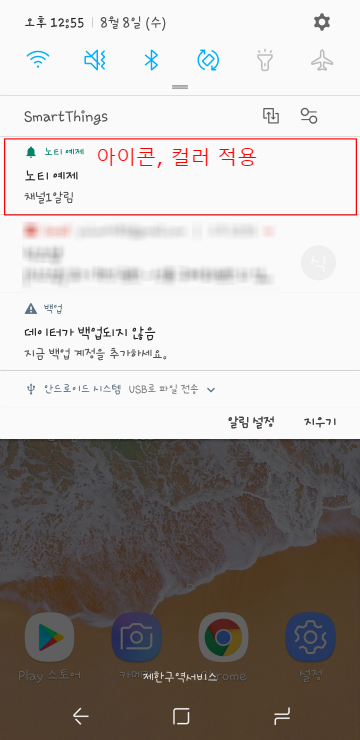 오후 12:55 | 8월 8일 (수)
SmartThings
노티 예제
아이콘, 컬러 적용
노티 예제
채널1알림
식
백업
데이터가 백업되지 않음
지금 백업 계정을 추가하세요.
안드로이드 시스템 USB로 파일 전송
알림 설정 지우기
Play 스토어 Chrome 설정
제한구역서비스